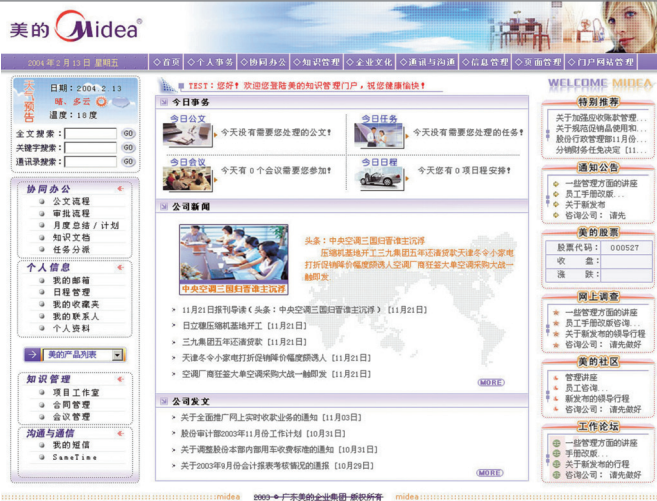 美的 Midea®
2004年2月13日 星期五
◇首页 ◇个人事务 ◇协同办公 ◇知识管理 ◇企业文化 ◇通讯与沟通 ◇信息管理 ◇页面管理 ◇门户网站管理
天气预告
日期：2004.2.13
晴、多云
温度：18度
全文搜索： GO
关键字搜索： GO
通讯录搜索： GO
协同办公
公文流程
审批流程
月度总结/计划
知识文档
任务分派
个人信息
我的邮箱
日程管理
我的收藏夹
我的联系人
个人资料
美的产品列表
知识管理
项目工作室
合同管理
会议管理
沟通与通信
我的短信
SameTime
TEST：您好！欢迎您登陆美的知识管理门户，祝您健康愉快！
今日事务
今日公文
今天没有需要您处理的公文！
今日任务
今天没有需要您处理的任务！
今日会议
今天有 0 个会议需要您参加！
今日日程
今天您有 0 项日程安排！
公司新闻
中央空调三国归晋谁主沉浮
头条：中央空调三国归晋谁主沉浮
压缩机基地开工三九集团五年还清贷款天津冬令小家电
打折促销降价幅度颇诱人空调厂商狂签大单空调采购大战一
触即发
11月21日报刊导读（头条：中央空调三国归晋谁主沉浮）[11月21日]
日立穗压缩机基地开工 [11月21日]
三九集团五年还清贷款 [11月21日]
天津冬令小家电打折促销降价幅度颇诱人 [11月21日]
空调厂商狂签大单空调采购大战一触即发 [11月21日]
MORE
公司发文
关于全面推广网上实时收款业务的通知 [11月03日]
股份审计部2003年11月份工作计划 [10月31日]
关于调整股份本部内部用车收费标准的通知 [10月31日]
关于2003年9月份会计报表考核情况的通报 [10月29日]
MORE
WELCOME MIDEA
特别推荐
关于加强应收账款管理...
关于规范促销品使用和...
股份行政管理部11月份...
分销财务任免决定 [11...
通知公告
一些管理方面的讲座
员工手册改版...
关于新发布
咨询公司： 请先
美的股票
股票代码： 000527
收 盘：
涨 跌：
网上调查
一些管理方面的讲座
员工手册改版咨询...
关于新发布的领导行程
咨询公司：请先做好
美的社区
管理讲座
员工咨询...
新发布的领导行程
咨询公司： 请先做好
工作论坛
一些管理方面的讲座
手册改版...
关于新发布的行程
咨询公司：请先做好
midea 2003 © 广东美的企业集团 版权所有 midea